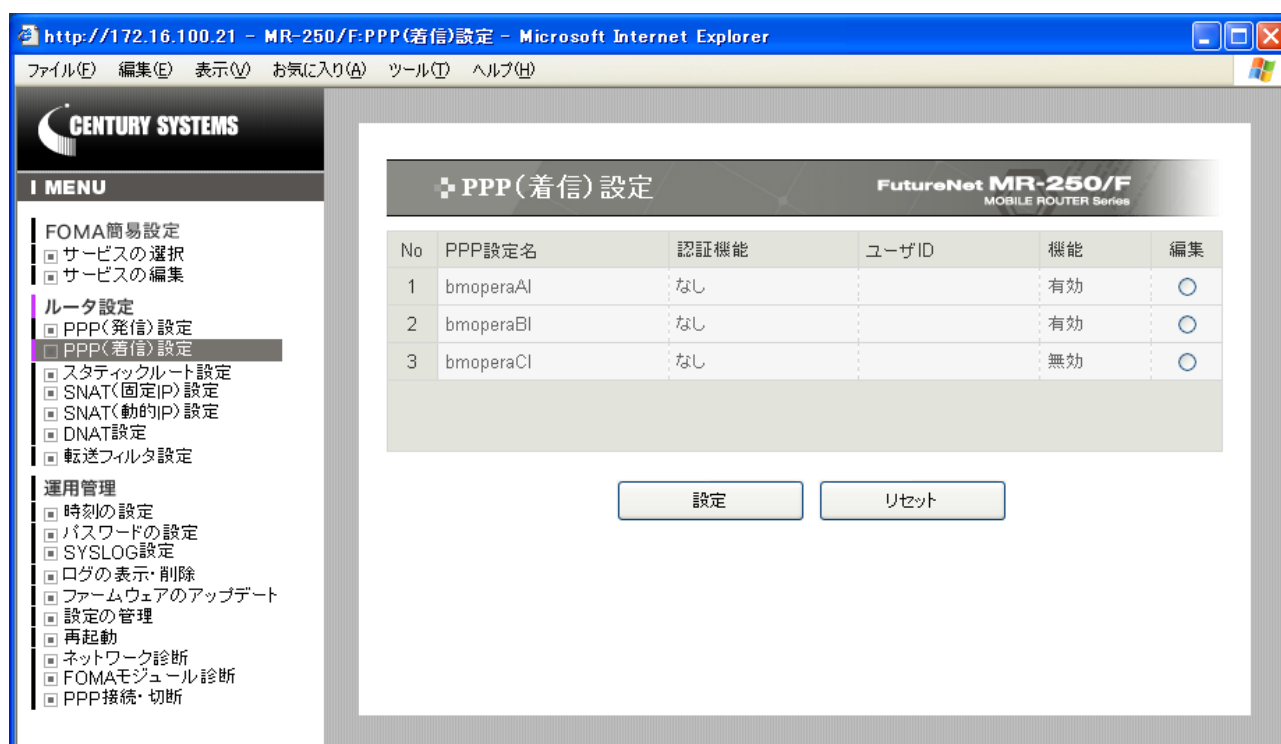 http://172.16.100.21 - MR-250/F:PPP(着信)設定 - Microsoft Internet Explorer
ファイル(F) 編集(E) 表示(V) お気に入り(A) ツール(T) ヘルプ(H)
CENTURY SYSTEMS
MENU
FOMA簡易設定
サービスの選択
サービスの編集
ルータ設定
PPP(発信)設定
PPP(着信)設定
スタティックルート設定
SNAT(固定IP)設定
SNAT(動的IP)設定
DNAT設定
転送フィルタ設定
運用管理
時刻の設定
パスワードの設定
SYSLOG設定
ログの表示・削除
ファームウェアのアップデート
設定の管理
再起動
ネットワーク診断
FOMAモジュール診断
PPP接続・切断
PPP(着信)設定
FutureNet MR-250/F
MOBILE ROUTER Series
No PPP設定名 認証機能 ユーザID 機能 編集
1 bmoperaAI なし 有効
2 bmoperaBI なし 有効
3 bmoperaCI なし 無効
設定 リセット